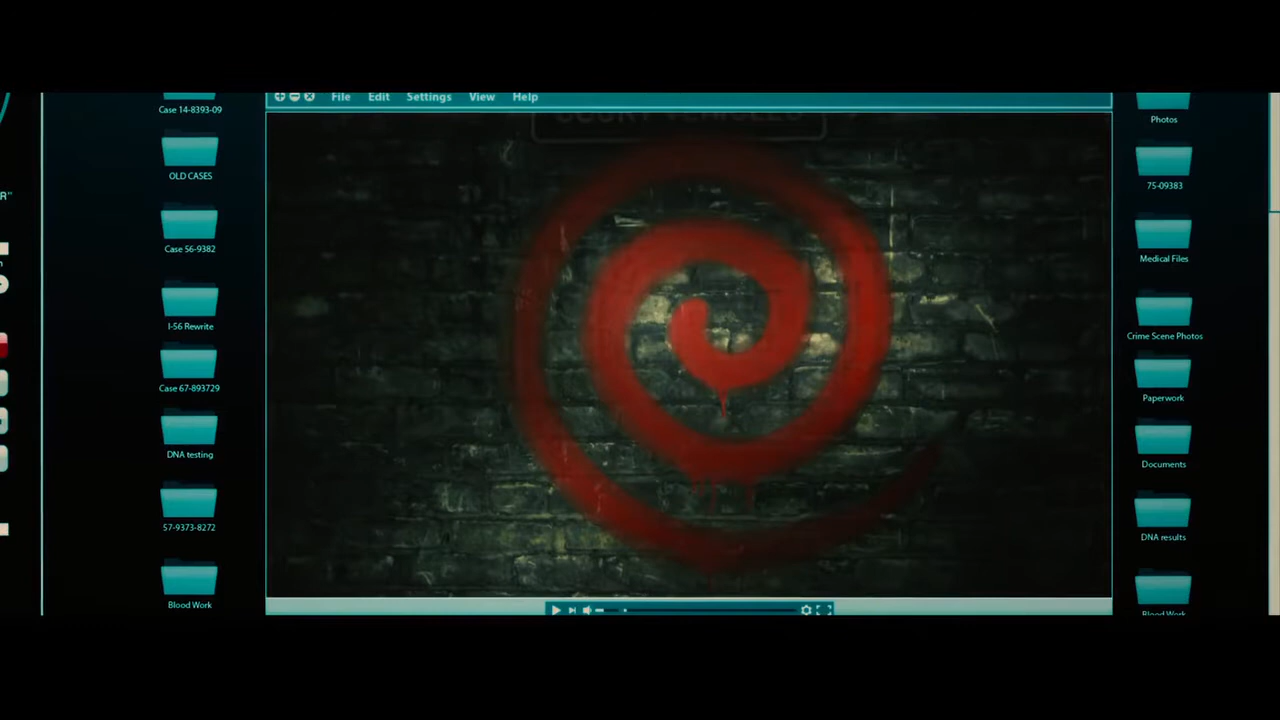 File Edit Settings View Help
Case 14-8393-09
OLD CASES
Case 56-9382
I-56 Rewrite
Case 67-893729
DNA testing
57-9373-8272
Blood Work
Photos
75-09383
Medical Files
Crime Scene Photos
Paperwork
Documents
DNA results
Blood Work